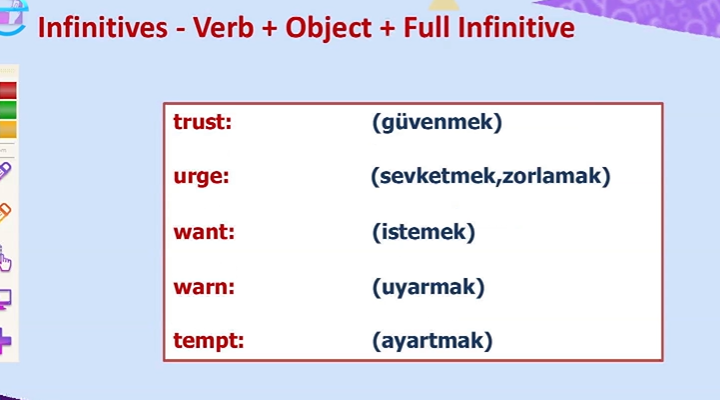 Infinitives - Verb + Object + Full Infinitive
trust: (güvenmek)
urge: (sevketmek,zorlamak)
want: (istemek)
warn: (uyarmak)
tempt: (ayartmak)